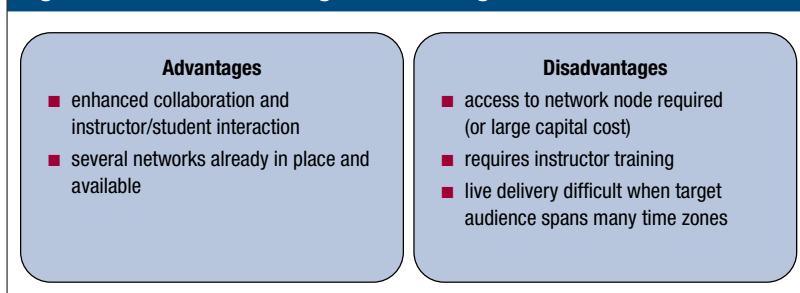 Advantages
■ enhanced collaboration and
instructor/student interaction
■ several networks already in place and
available
Disadvantages
■ access to network node required
(or large capital cost)
■ requires instructor training
■ live delivery difficult when target
audience spans many time zones